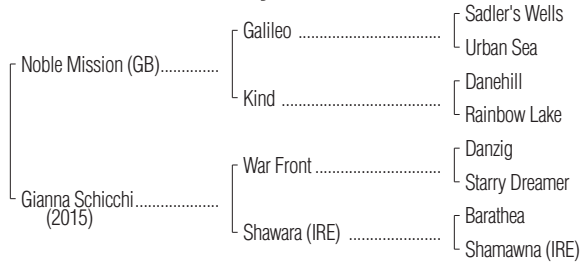 Sadler's Wells
Galileo ................................
Urban Sea
Noble Mission (GB)..............
Danehill
Kind ....................................
Rainbow Lake
Danzig
War Front ............................
Starry Dreamer
Gianna Schicchi....................
(2015)
Barathea
Shawara (IRE) ......................
Shamawna (IRE)